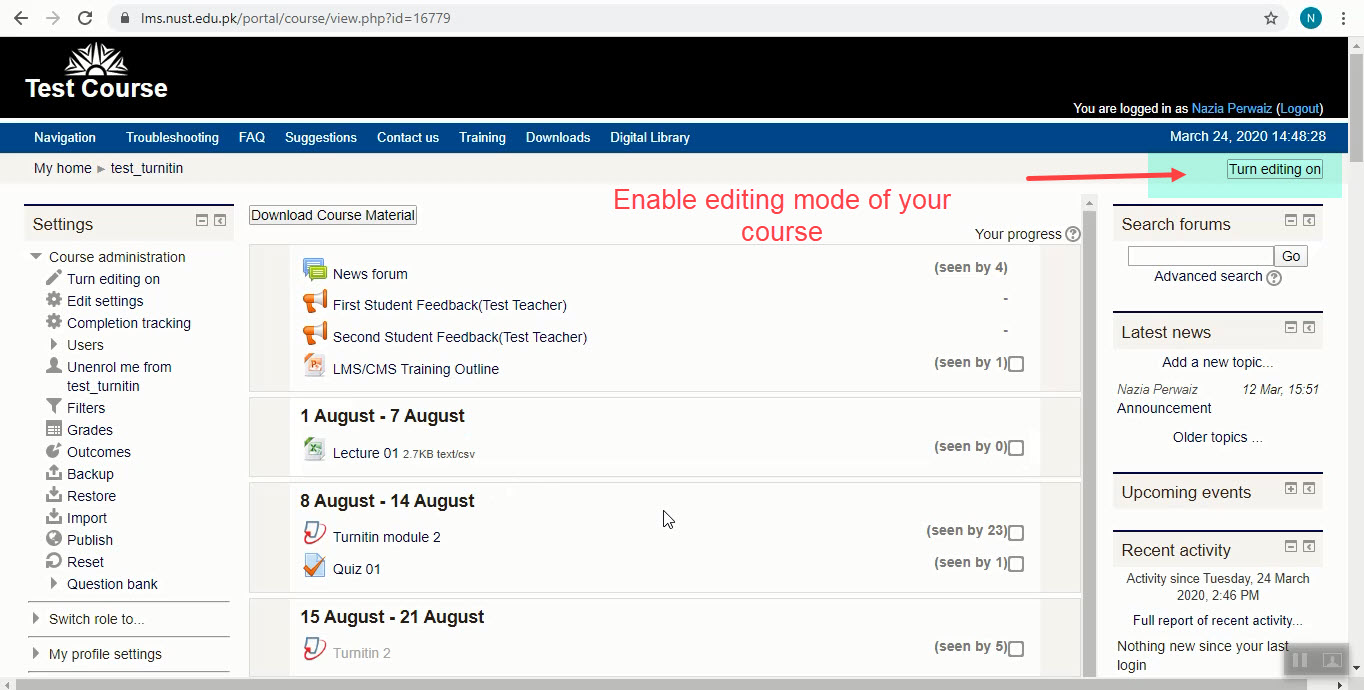 lms.nust.edu.pk/portal/course/view.php?id=16779
N
Test Course
You are logged in as Nazia Perwaiz (Logout)
Navigation Troubleshooting FAQ Suggestions Contact us Training Downloads Digital Library
March 24, 2020 14:48:28
My home ► test_turnitin
Turn editing on
Enable editing mode of your
course
Settings
Course administration
Turn editing on
Edit settings
Completion tracking
Users
Unenrol me from
test_turnitin
Filters
Grades
Outcomes
Backup
Restore
Import
Publish
Reset
Question bank
Switch role to...
My profile settings
Download Course Material
Your progress ?
News forum (seen by 4)
First Student Feedback(Test Teacher) -
Second Student Feedback(Test Teacher) -
LMS/CMS Training Outline (seen by 1)
1 August - 7 August
Lecture 01 2.7KB text/csv (seen by 0)
8 August - 14 August
Turnitin module 2 (seen by 23)
Quiz 01 (seen by 1)
15 August - 21 August
Turnitin 2 (seen by 5)
Search forums
Go
Advanced search ?
Latest news
Add a new topic...
Nazia Perwaiz 12 Mar, 15:51
Announcement
Older topics ...
Upcoming events
Recent activity
Activity since Tuesday, 24 March
2020, 2:46 PM
Full report of recent activity...
Nothing new since your last
login